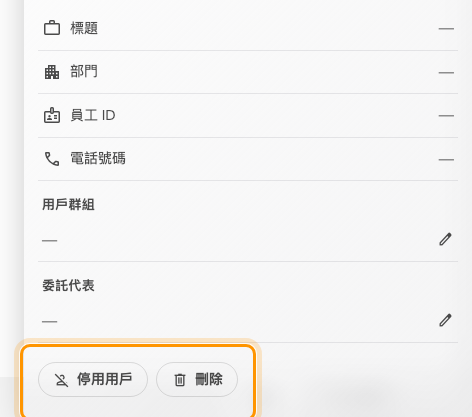 標題 —
部門 —
員工 ID —
電話號碼 —
用戶群組
—
委託代表
—
停用用戶 刪除